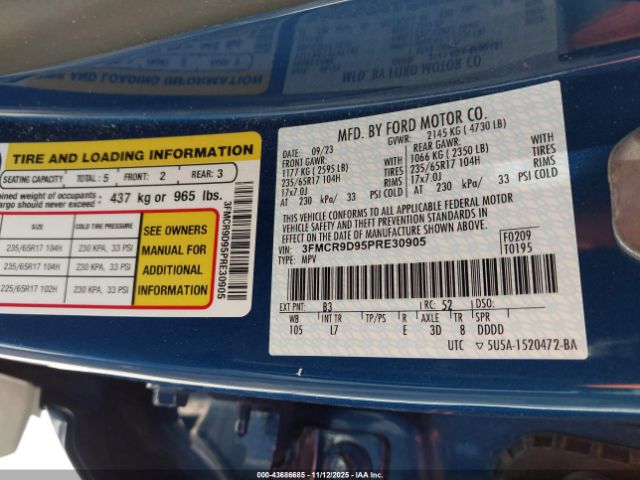 TIRE AND LOADING INFORMATION
SEATING CAPACITY TOTAL: 5 FRONT: 2 REAR: 3
weight of occupants: 437 kg or 965 lbs.
should never exceed:
235/65R17 104H 230 KPA, 33 PSI
235/65R17 104H 230 KPA, 33 PSI
225/65R17 102H 230 KPA, 33 PSI
SEE OWNERS
MANUAL FOR
ADDITIONAL
INFORMATION
3FMCR9D95PRE30905
MFD. BY FORD MOTOR CO.
DATE: 09/23 GVWR: 2145 KG ( 4730 LB)
FRONT GAWR: REAR GAWR:
1177 KG ( 2595 LB) WITH 1066 KG ( 2350 LB) WITH
235/65R17 104H TIRES 235/65R17 104H TIRES
17x7.0J RIMS 17x7.0J RIMS
AT 230 kPa/ 33 PSI COLD AT 230 kPa/ 33 PSI COLD
THIS VEHICLE CONFORMS TO ALL APPLICABLE FEDERAL MOTOR
VEHICLE SAFETY AND THEFT PREVENTION STANDARDS IN EFFECT
ON THE DATE OF MANUFACTURE SHOWN ABOVE.
VIN: 3FMCR9D95PRE30905 F0209
TYPE: MPV T0195
EXT PNT: B3 RC: 52 DSO:
WB INT TR TP/PS R AXLE TR SPR
105 L7 E 3D 8 DDDD
UTC ▽ 5U5A-1520472-BA
00-43686685 - 11/12/2025 - IAA Inc.